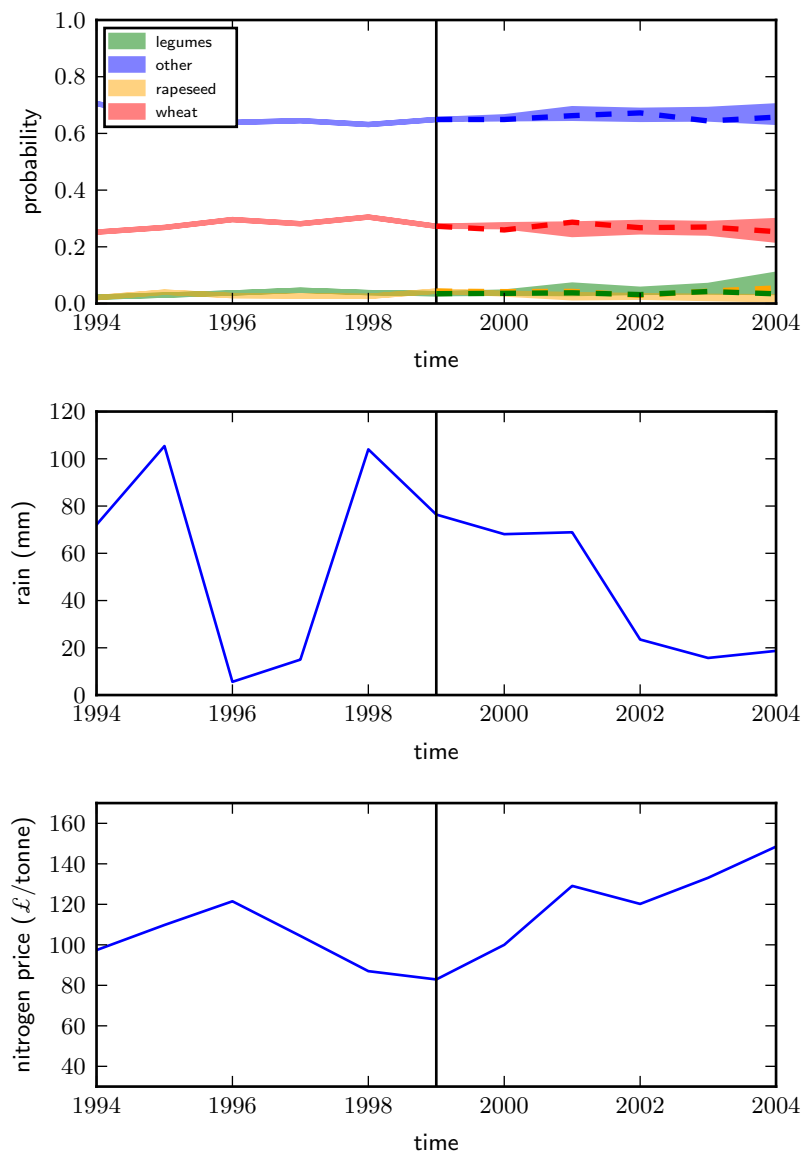 1.0
0.8
0.6
0.4
0.2
0.0
probability
legumes
other
rapeseed
wheat
1994 1996 1998 2000 2002 2004
time
120
100
80
60
40
20
0
rain (mm)
1994 1996 1998 2000 2002 2004
time
160
140
120
100
80
60
40
nitrogen price (£/tonne)
1994 1996 1998 2000 2002 2004
time